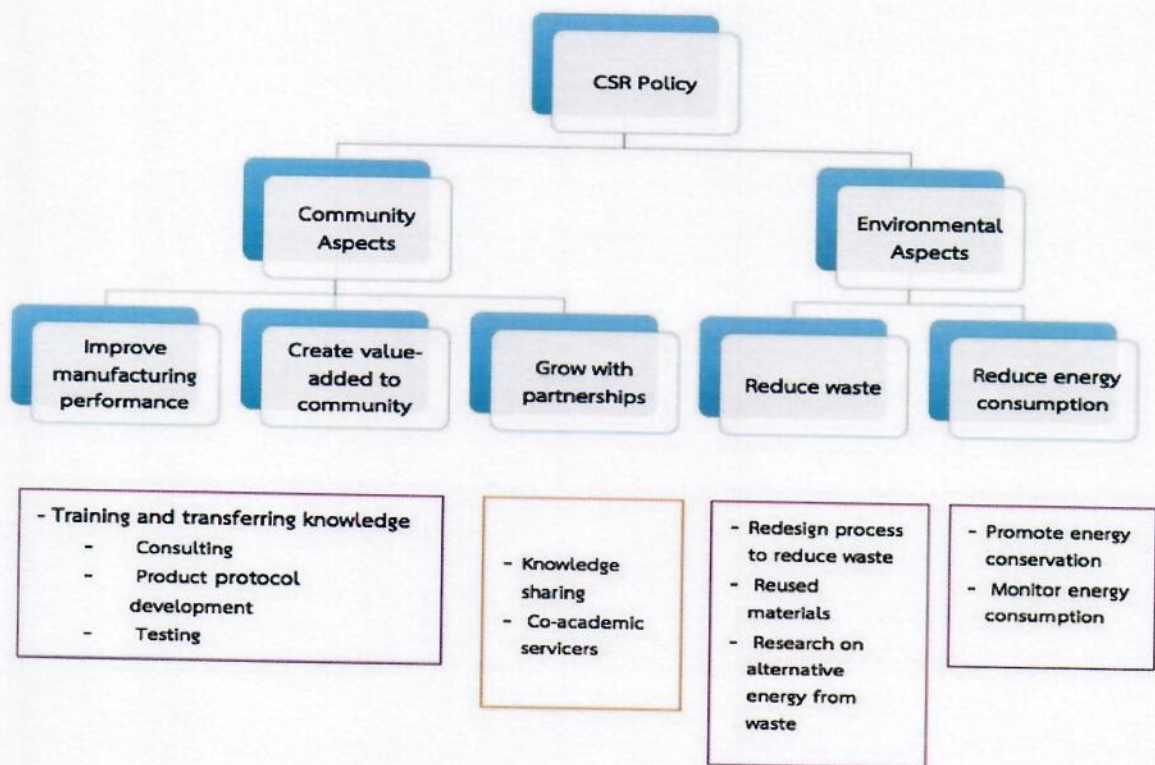 CSR Policy
Community
Aspects
Environmental
Aspects
Improve
manufacturing
performance
Create value-
added to
community
Grow with
partnerships
Reduce waste
Reduce energy
consumption
- Training and transferring knowledge
- Consulting
- Product protocol
development
- Testing
- Knowledge
sharing
- Co-academic
servicers
- Redesign process
to reduce waste
- Reused
materials
- Research on
alternative
energy from
waste
- Promote energy
conservation
- Monitor energy
consumption